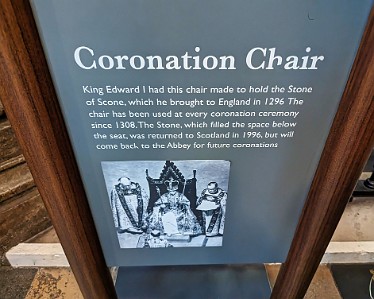 Coronation Chair
King Edward I had this chair made to hold the Stone
of Scone, which he brought to England in 1296 The
chair has been used at every coronation ceremony
since 1308. The Stone, which filled the space below
the seat, was returned to Scotland in 1996, but will
come back to the Abbey for future coronations